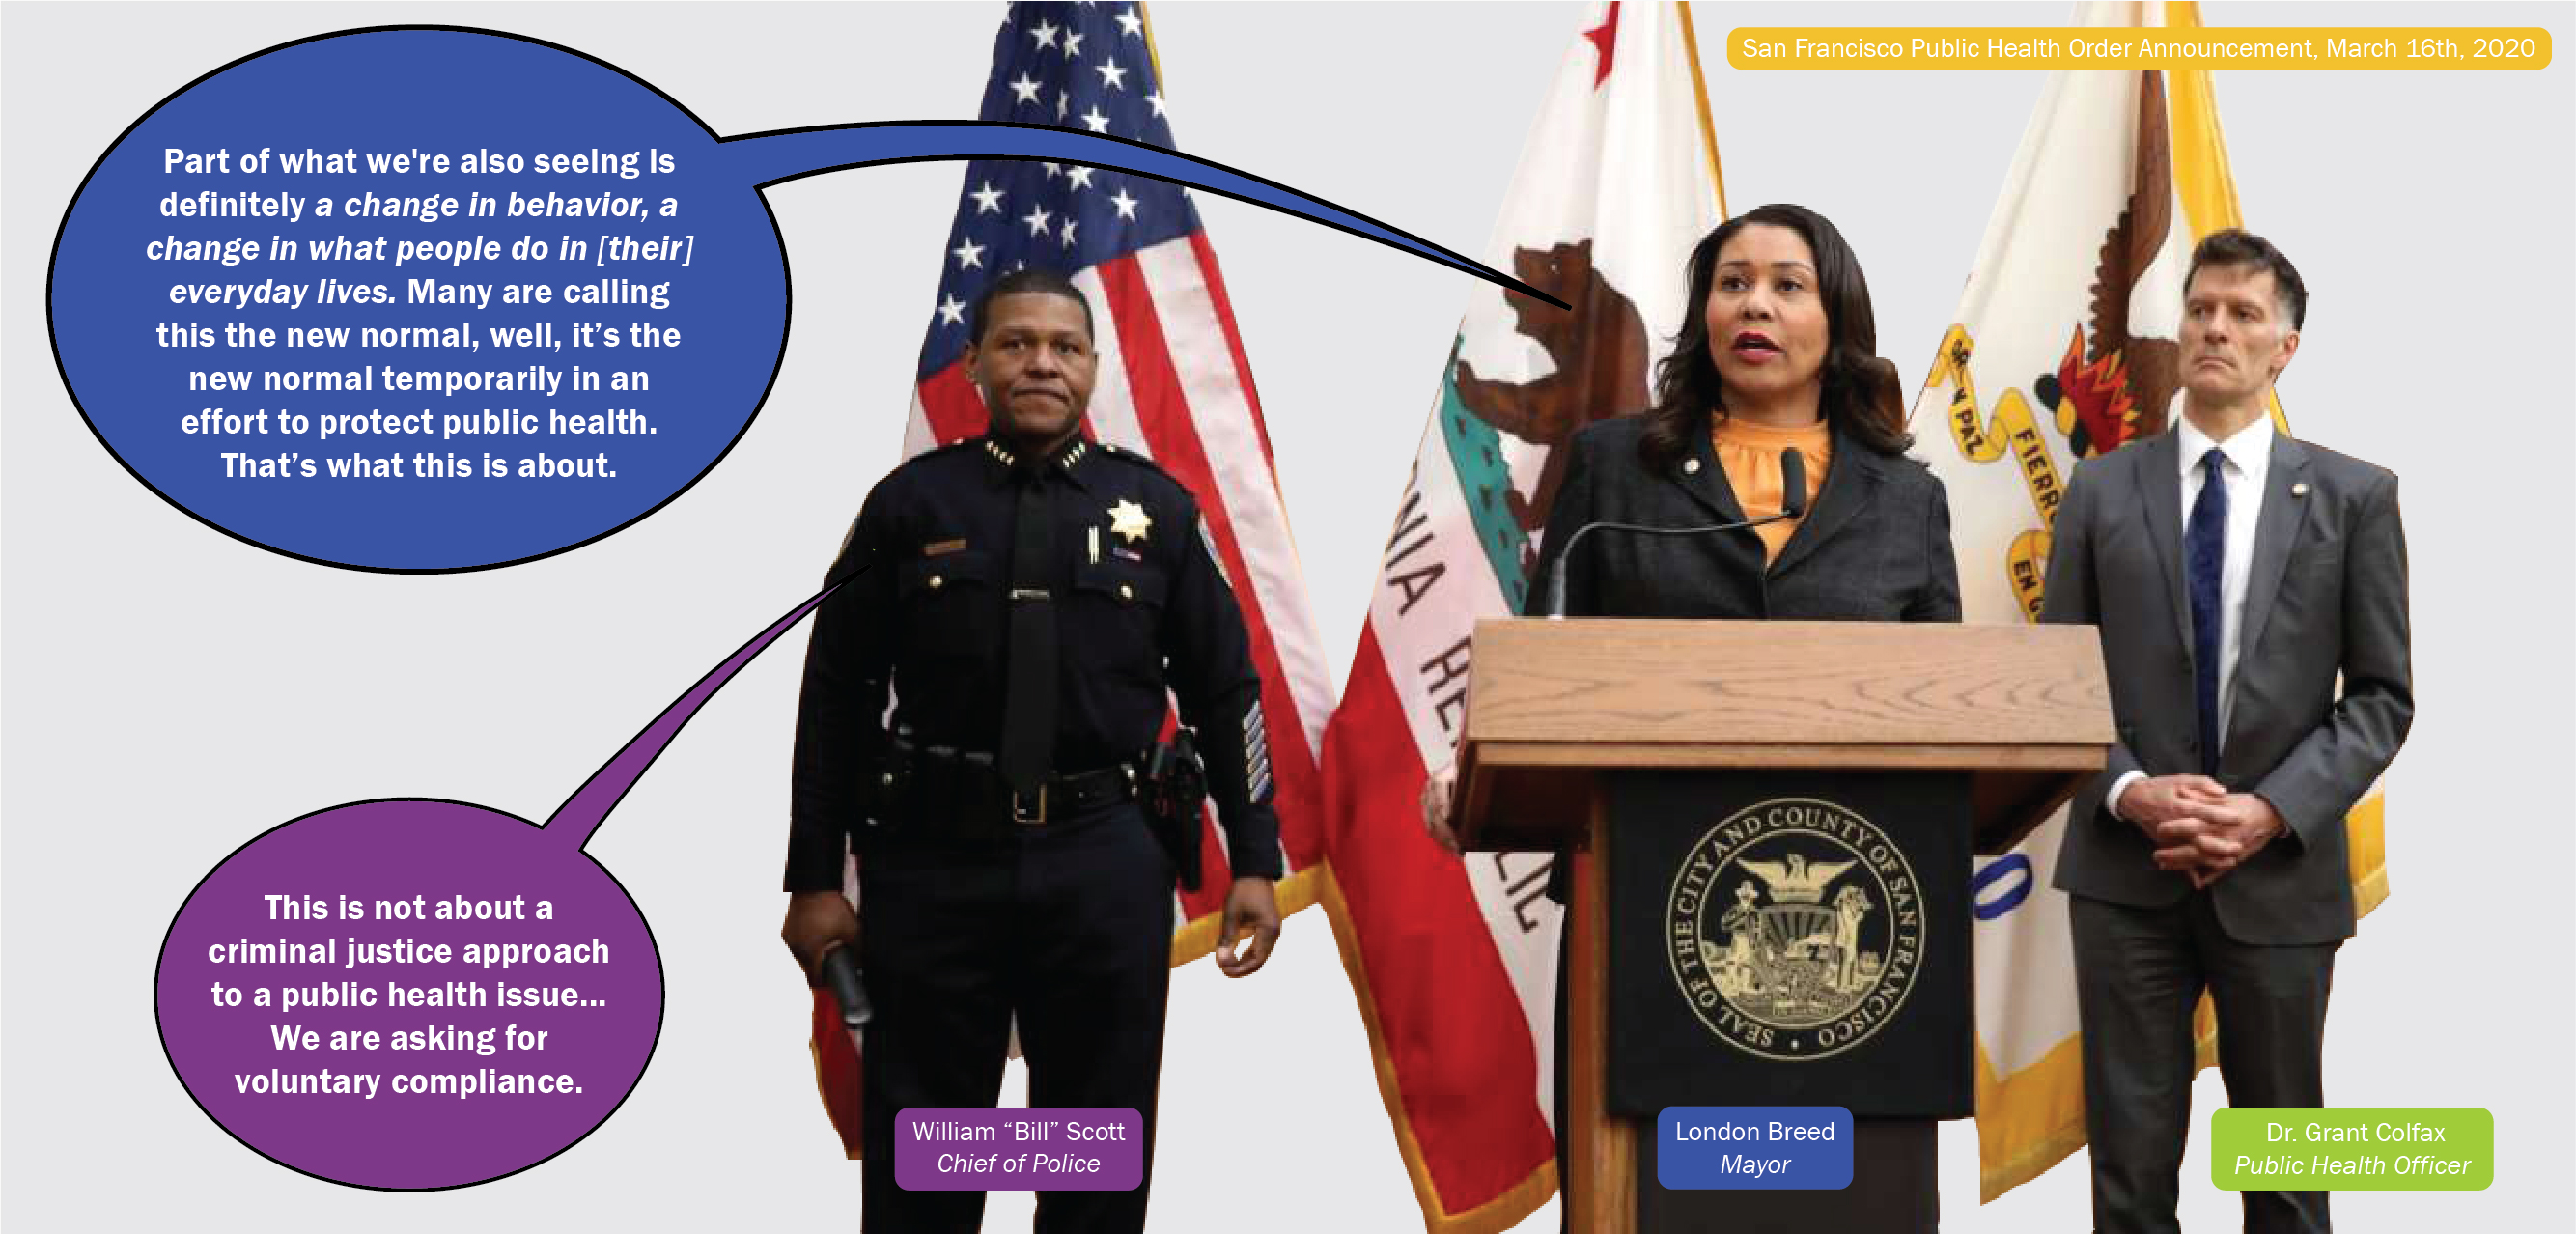 San Francisco Public Health Order Announcement, March 16th, 2020
Part of what we're also seeing is
definitely a change in behavior, a
change in what people do in [their]
everyday lives. Many are calling
this the new normal, well, it’s the
new normal temporarily in an
effort to protect public health.
That’s what this is about.
This is not about a
criminal justice approach
to a public health issue...
We are asking for
voluntary compliance.
William “Bill” Scott
Chief of Police
London Breed
Mayor
Dr. Grant Colfax
Public Health Officer
SEAL OF THE CITY AND COUNTY OF SAN FRANCISCO
NIA RE
PAZ
FIERRO
EN G